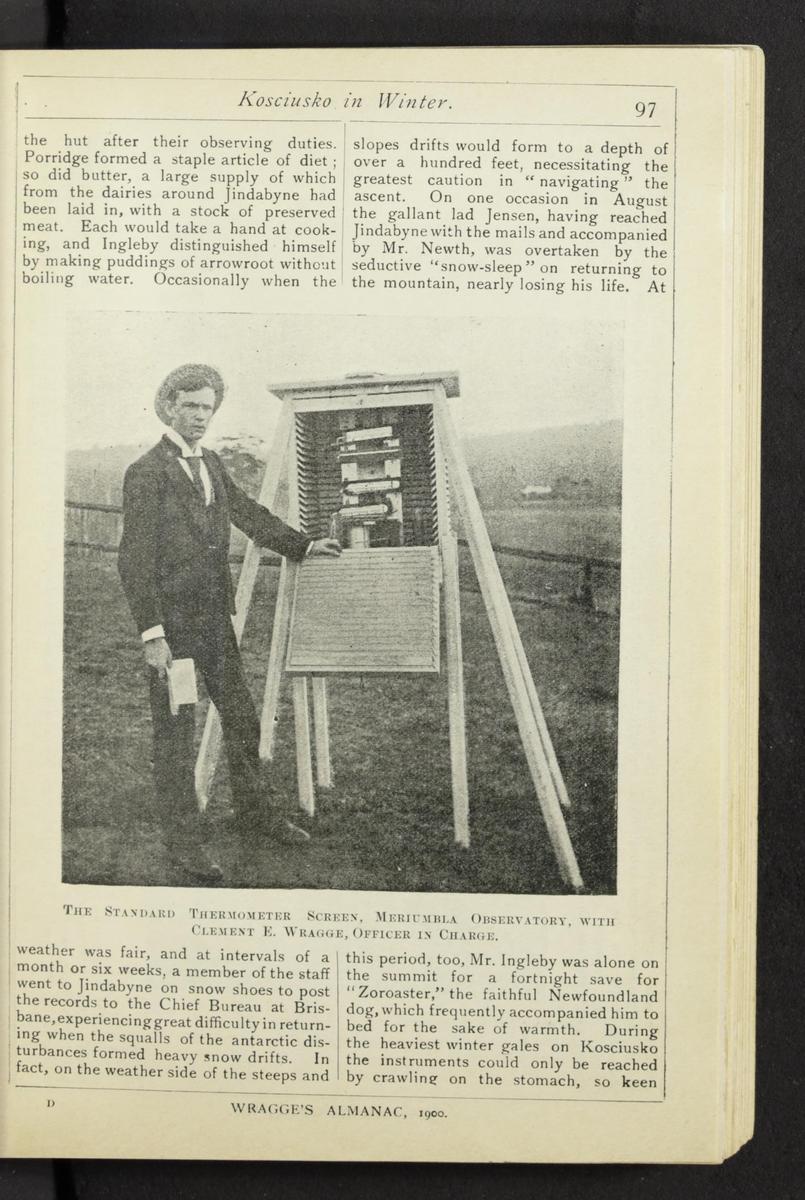 Kosciusko in Winter.
97
the hut after their observing duties.
Porridge formed a staple article of diet ;
so did butter, a large supply of which
from the dairies around Jindabyne had
been laid in, with a stock of preserved
meat. Each would take a hand at cook-
ing, and Ingleby distinguished himself
by making puddings of arrowroot without
boiling water. Occasionally when the
weather was fair, and at intervals of a
month or six weeks, a member of the staff
went to Jindabyne on snow shoes to post
the records to the Chief Bureau at Bris-
bane, experiencing great difficulty in return-
ing when the squalls of the antarctic dis-
turbances formed heavy snow drifts. In
fact, on the weather side of the steeps and
slopes drifts would form to a depth of
over a hundred feet, necessitating the
greatest caution in "navigating" the
ascent. On one occasion in August
the gallant lad Jensen, having reached
Jindabyne with the mails and accompanied
by Mr. Newth, was overtaken by the
seductive "snow-sleep" on returning to
the mountain, nearly losing his life. At
this period, too, Mr. Ingleby was alone on
the summit for a fortnight save for
"Zoroaster," the faithful Newfoundland
dog, which frequently accompanied him to
bed for the sake of warmth. During
the heaviest winter gales on Kosciusko
the instruments could only be reached
by crawling on the stomach, so keen
The Standard Thermometer Screen, Meriumbla Observatory, with
Clement E. Wragge, Officer in Charge.
D
WRAGGE'S ALMANAC, 1900.